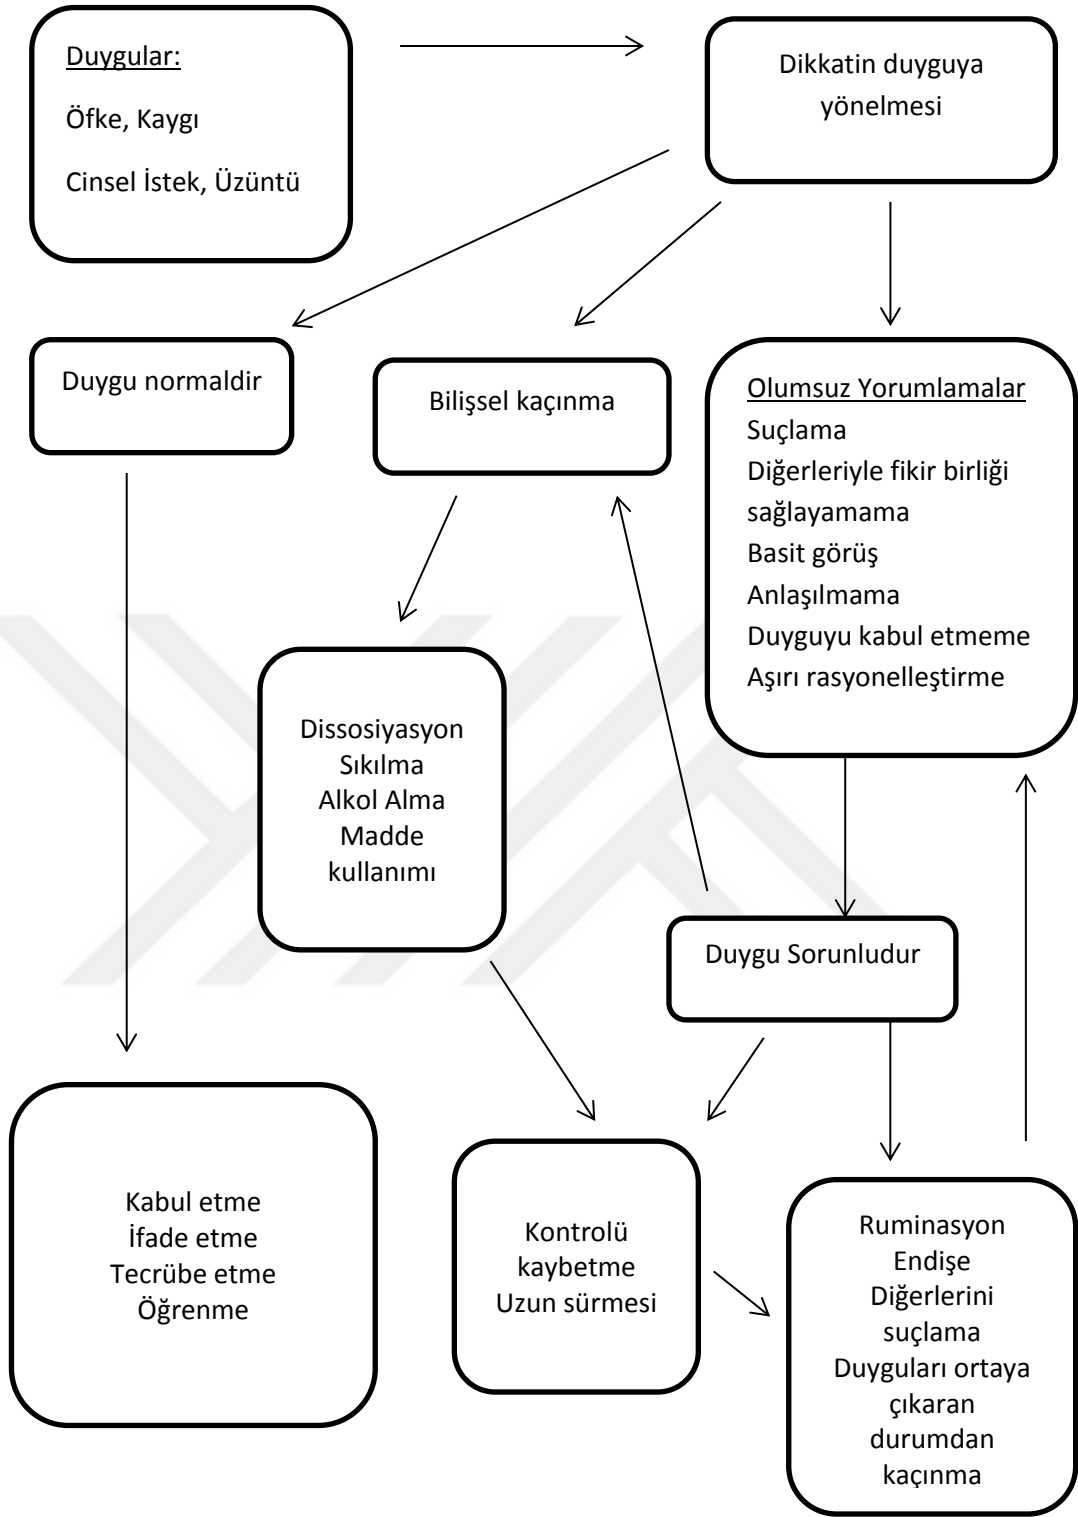 Duygular:
Öfke, Kaygı
Cinsel İstek, Üzüntü
Dikkatin duyguya
yönelmesi
Duygu normaldir
Bilişsel kaçınma
Olumsuz Yorumlamalar
Suçlama
Diğerleriyle fikir birliği
sağlayamama
Basit görüş
Anlaşılmama
Duyguyu kabul etmeme
Aşırı rasyonelleştirme
Dissosiyasyon
Sıkılma
Alkol Alma
Madde
kullanımı
Duygu Sorunludur
Kabul etme
İfade etme
Tecrübe etme
Öğrenme
Kontrolü
kaybetme
Uzun sürmesi
Ruminasyon
Endişe
Diğerlerini
suçlama
Duyguları ortaya
çıkaran
durumdan
kaçınma